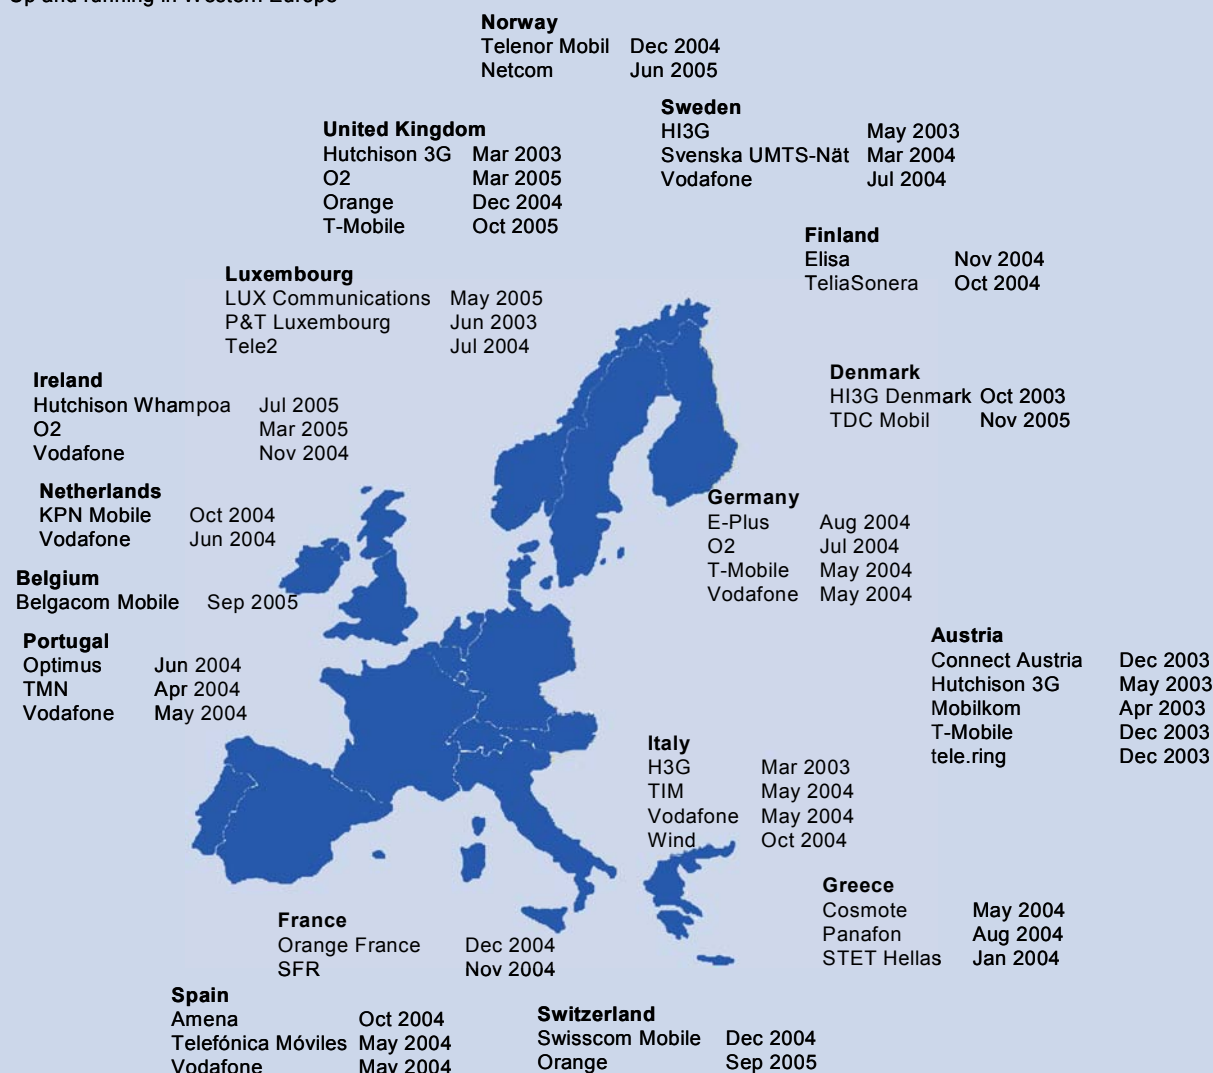 Up and running in Western Europe
Norway
Telenor Mobil Dec 2004
Netcom Jun 2005
Sweden
HI3G May 2003
Svenska UMTS-Nät Mar 2004
Vodafone Jul 2004
United Kingdom
Hutchison 3G Mar 2003
O2 Mar 2005
Orange Dec 2004
T-Mobile Oct 2005
Finland
Elisa Nov 2004
TeliaSonera Oct 2004
Luxembourg
LUX Communications May 2005
P&T Luxembourg Jun 2003
Tele2 Jul 2004
Denmark
HI3G Denmark Oct 2003
TDC Mobil Nov 2005
Ireland
Hutchison Whampoa Jul 2005
O2 Mar 2005
Vodafone Nov 2004
Netherlands
KPN Mobile Oct 2004
Vodafone Jun 2004
Germany
E-Plus Aug 2004
O2 Jul 2004
T-Mobile May 2004
Vodafone May 2004
Belgium
Belgacom Mobile Sep 2005
Portugal
Optimus Jun 2004
TMN Apr 2004
Vodafone May 2004
Austria
Connect Austria Dec 2003
Hutchison 3G May 2003
Mobilkom Apr 2003
T-Mobile Dec 2003
tele.ring Dec 2003
Italy
H3G Mar 2003
TIM May 2004
Vodafone May 2004
Wind Oct 2004
Greece
Cosmote May 2004
Panafon Aug 2004
STET Hellas Jan 2004
France
Orange France Dec 2004
SFR Nov 2004
Spain
Amena Oct 2004
Telefónica Móviles May 2004
Vodafone May 2004
Switzerland
Swisscom Mobile Dec 2004
Orange Sep 2005